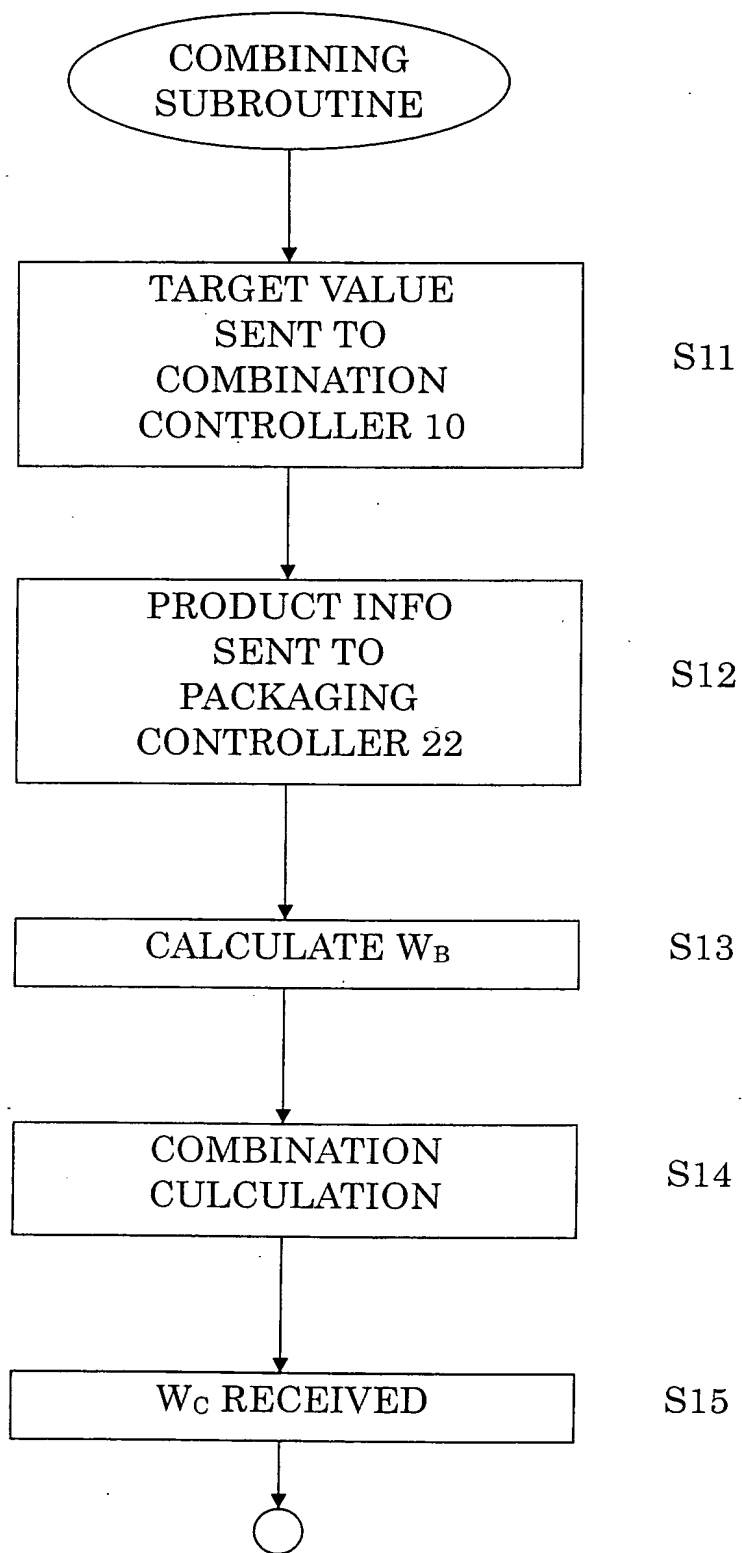 COMBINING
SUBROUTINE
TARGET VALUE
SENT TO
COMBINATION
CONTROLLER 10
S11
PRODUCT INFO
SENT TO
PACKAGING
CONTROLLER 22
S12
CALCULATE WB
S13
COMBINATION
CULCULATION
S14
WC RECEIVED
S15